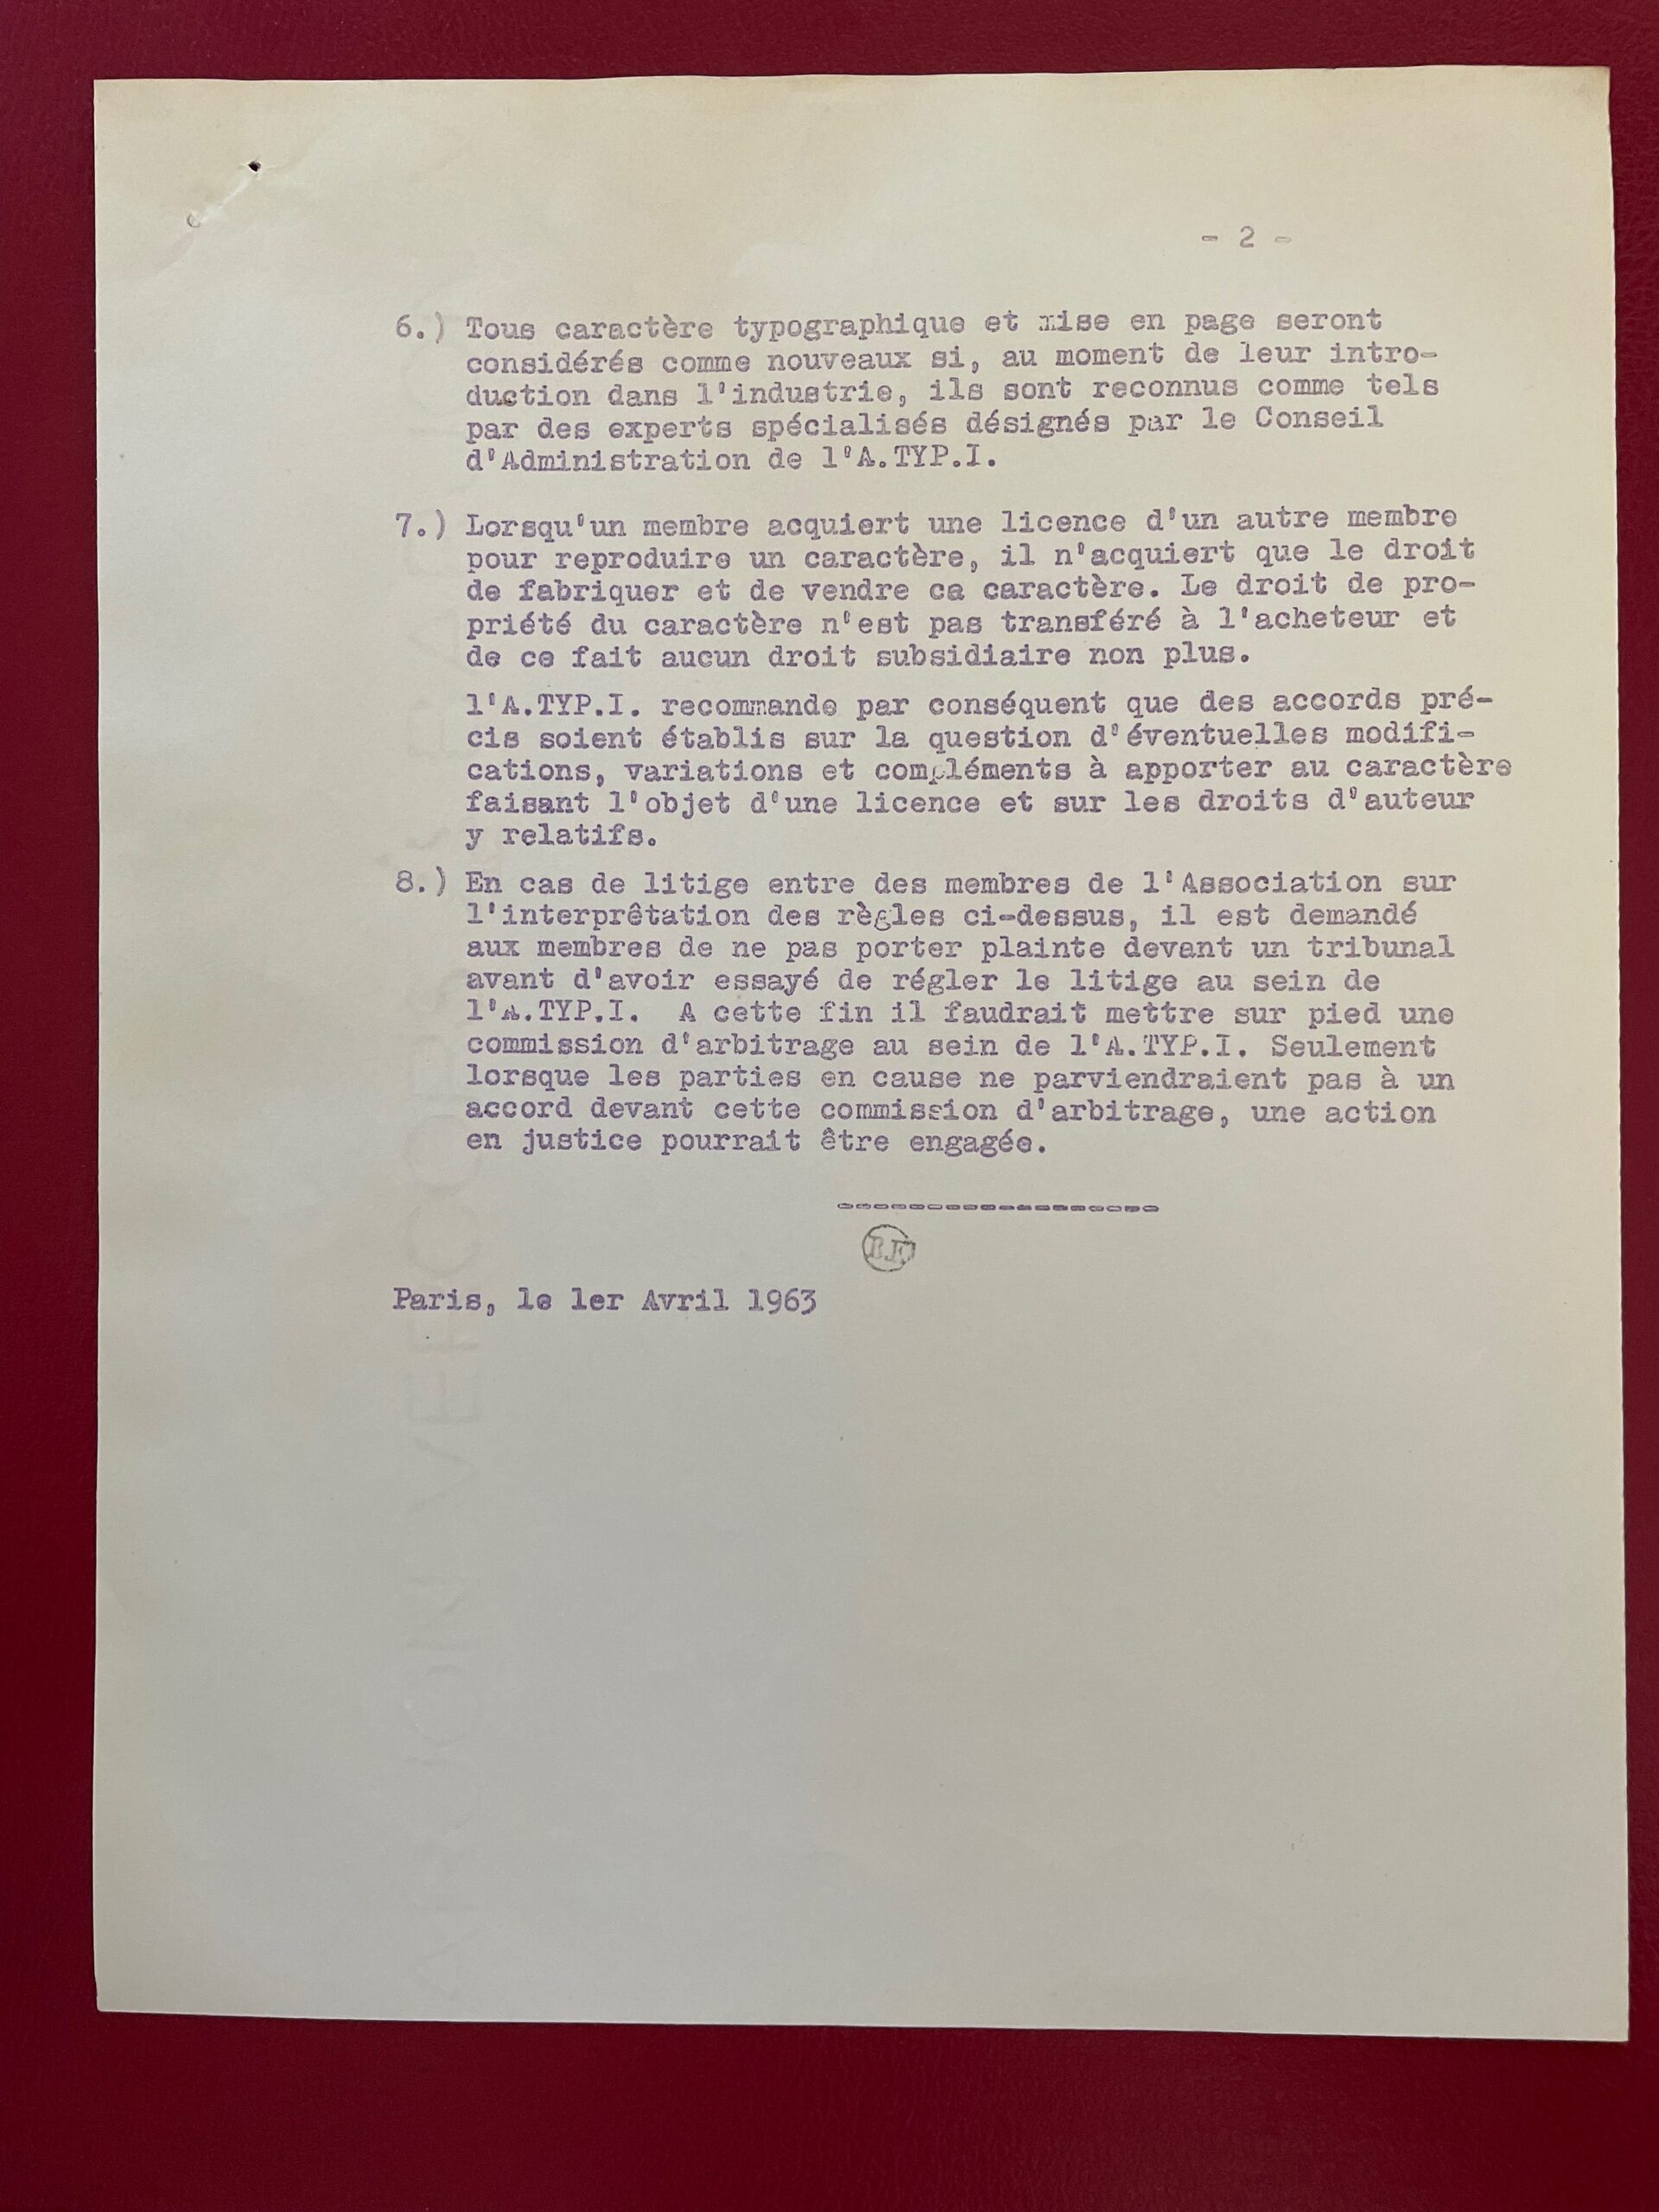 - 2 -
6.) Tous caractère typographique et mise en page seront
considérés comme nouveaux si, au moment de leur intro-
duction dans l'industrie, ils sont reconnus comme tels
par des experts spécialisés désignés par le Conseil
d'Administration de l'A.TYP.I.
7.) Lorsqu'un membre acquiert une licence d'un autre membre
pour reproduire un caractère, il n'acquiert que le droit
de fabriquer et de vendre ca caractère. Le droit de pro-
priété du caractère n'est pas transféré à l'acheteur et
de ce fait aucun droit subsidiaire non plus.
l'A.TYP.I. recommande par conséquent que des accords pré-
cis soient établis sur la question d'éventuelles modifi-
cations, variations et compléments à apporter au caractère
faisant l'objet d'une licence et sur les droits d'auteur
y relatifs.
8.) En cas de litige entre des membres de l'Association sur
l'interprêtation des règles ci-dessus, il est demandé
aux membres de ne pas porter plainte devant un tribunal
avant d'avoir essayé de régler le litige au sein de
l'A.TYP.I. A cette fin il faudrait mettre sur pied une
commission d'arbitrage au sein de l'A.TYP.I. Seulement
lorsque les parties en cause ne parviendraient pas à un
accord devant cette commission d'arbitrage, une action
en justice pourrait être engagée.
------------------
BF
Paris, le 1er Avril 1963